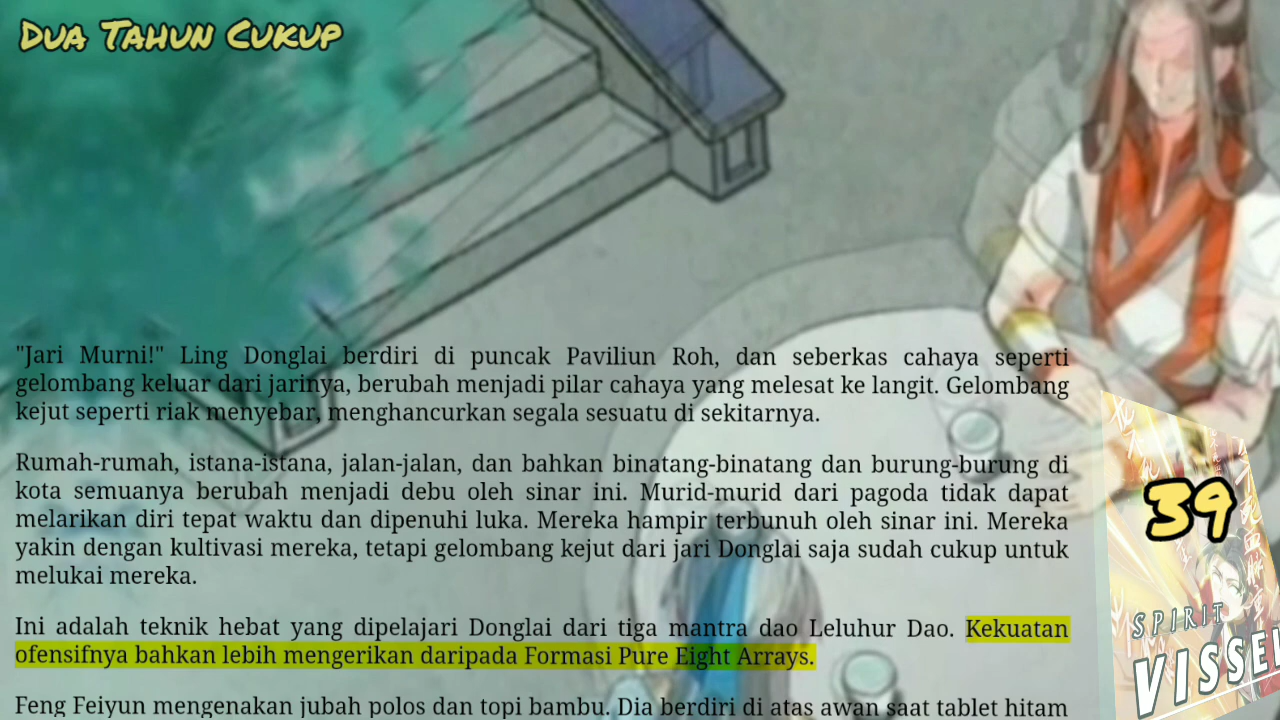 Dua Tahun Cukup
"Jari Murni!" Ling Donglai berdiri di puncak Paviliun Roh, dan seberkas cahaya seperti
gelombang keluar dari jarinya, berubah menjadi pilar cahaya yang melesat ke langit. Gelombang
kejut seperti riak menyebar, menghancurkan segala sesuatu di sekitarnya.
Rumah-rumah, istana-istana, jalan-jalan, dan bahkan binatang-binatang dan burung-burung di
kota semuanya berubah menjadi debu oleh sinar ini. Murid-murid dari pagoda tidak dapat
melarikan diri tepat waktu dan dipenuhi luka. Mereka hampir terbunuh oleh sinar ini. Mereka
yakin dengan kultivasi mereka, tetapi gelombang kejut dari jari Donglai saja sudah cukup untuk
melukai mereka.
Ini adalah teknik hebat yang dipelajari Donglai dari tiga mantra dao Leluhur Dao. Kekuatan
ofensifnya bahkan lebih mengerikan daripada Formasi Pure Eight Arrays.
Feng Feiyun mengenakan jubah polos dan topi bambu. Dia berdiri di atas awan saat tablet hitam
39
SPIRIT
VISSEL